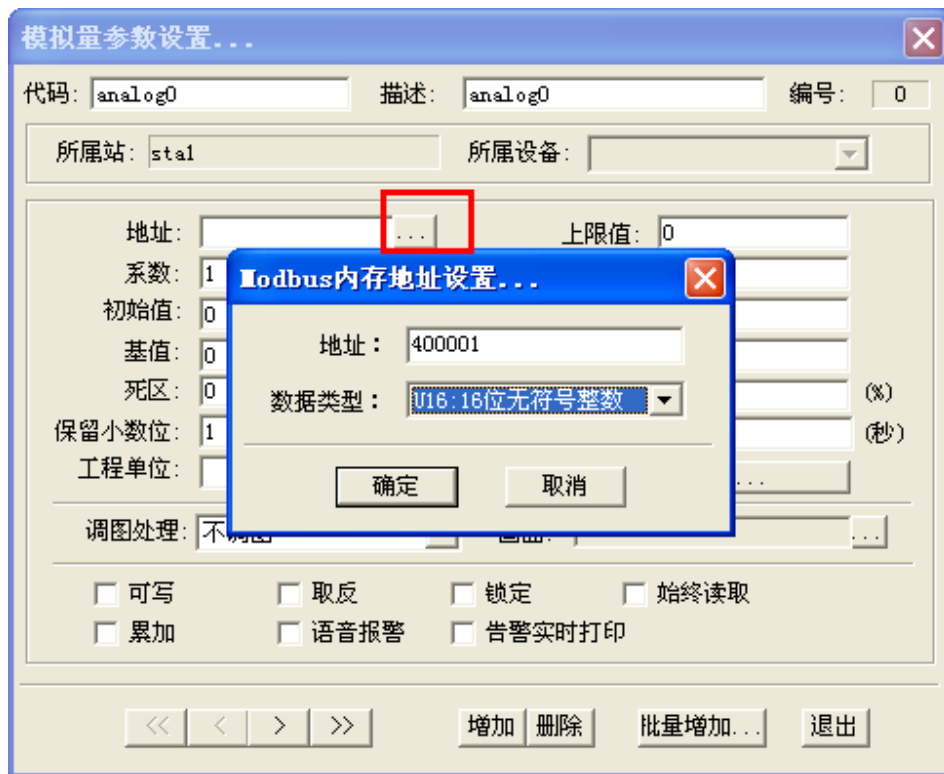 模拟量参数设置...
代码: analog0 描述: analog0 编号: 0
所属站: sta1 所属设备:
地址: ... 上限值: 0
系数: 1
初始值: 0
基值: 0
死区: 0 (%)
保留小数位: 1 (秒)
工程单位: ...
Modbus内存地址设置...
地址： 400001
数据类型： U16:16位无符号整数
确定 取消
调图处理: 不调图 画面: ...
可写 取反 锁定 始终读取
累加 语音报警 告警实时打印
<< < > >> 增加 删除 批量增加... 退出